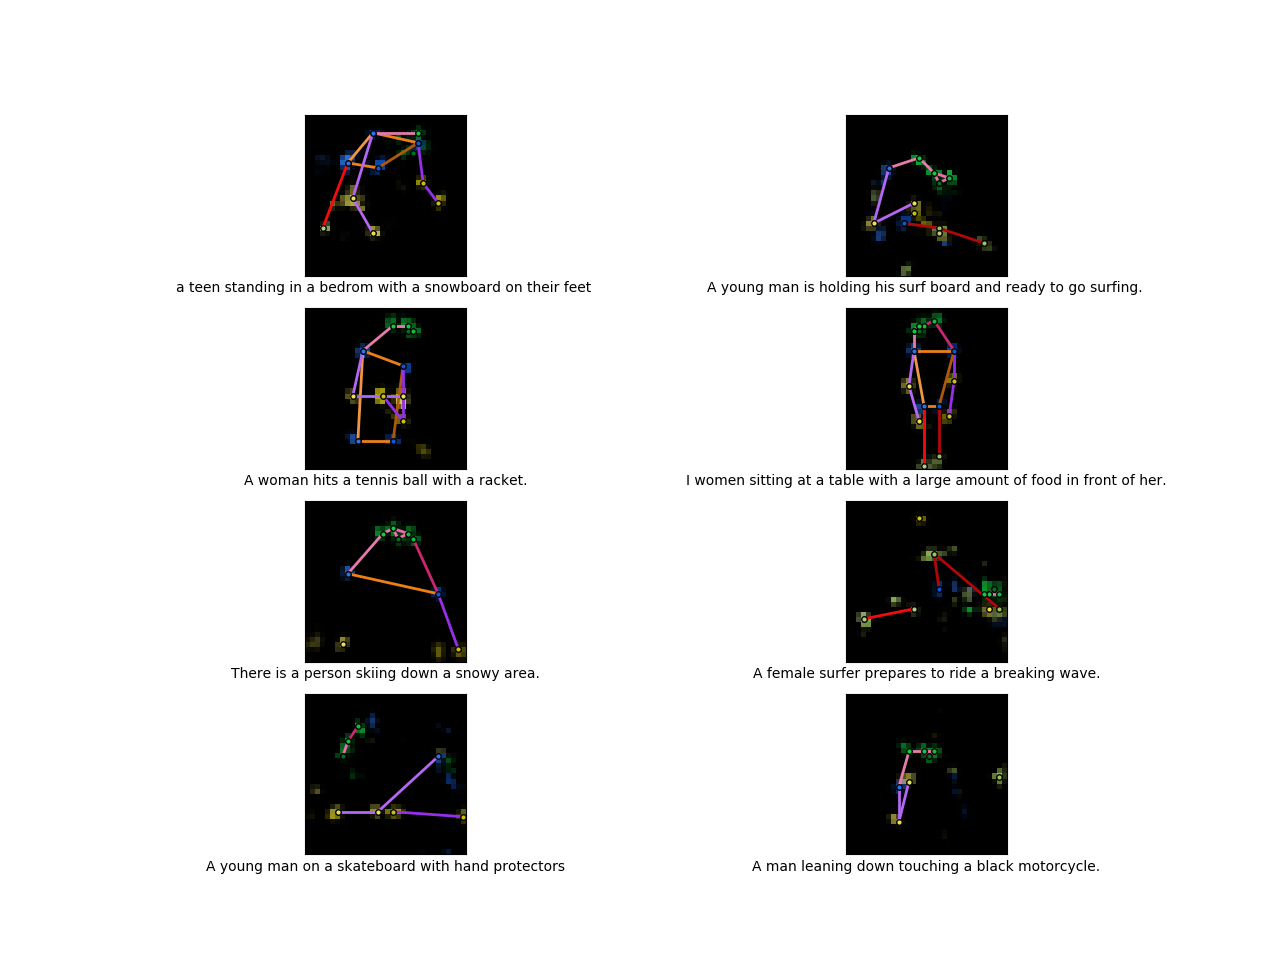 a teen standing in a bedrom with a snowboard on their feet
A young man is holding his surf board and ready to go surfing.
A woman hits a tennis ball with a racket.
I women sitting at a table with a large amount of food in front of her.
There is a person skiing down a snowy area.
A female surfer prepares to ride a breaking wave.
A young man on a skateboard with hand protectors
A man leaning down touching a black motorcycle.